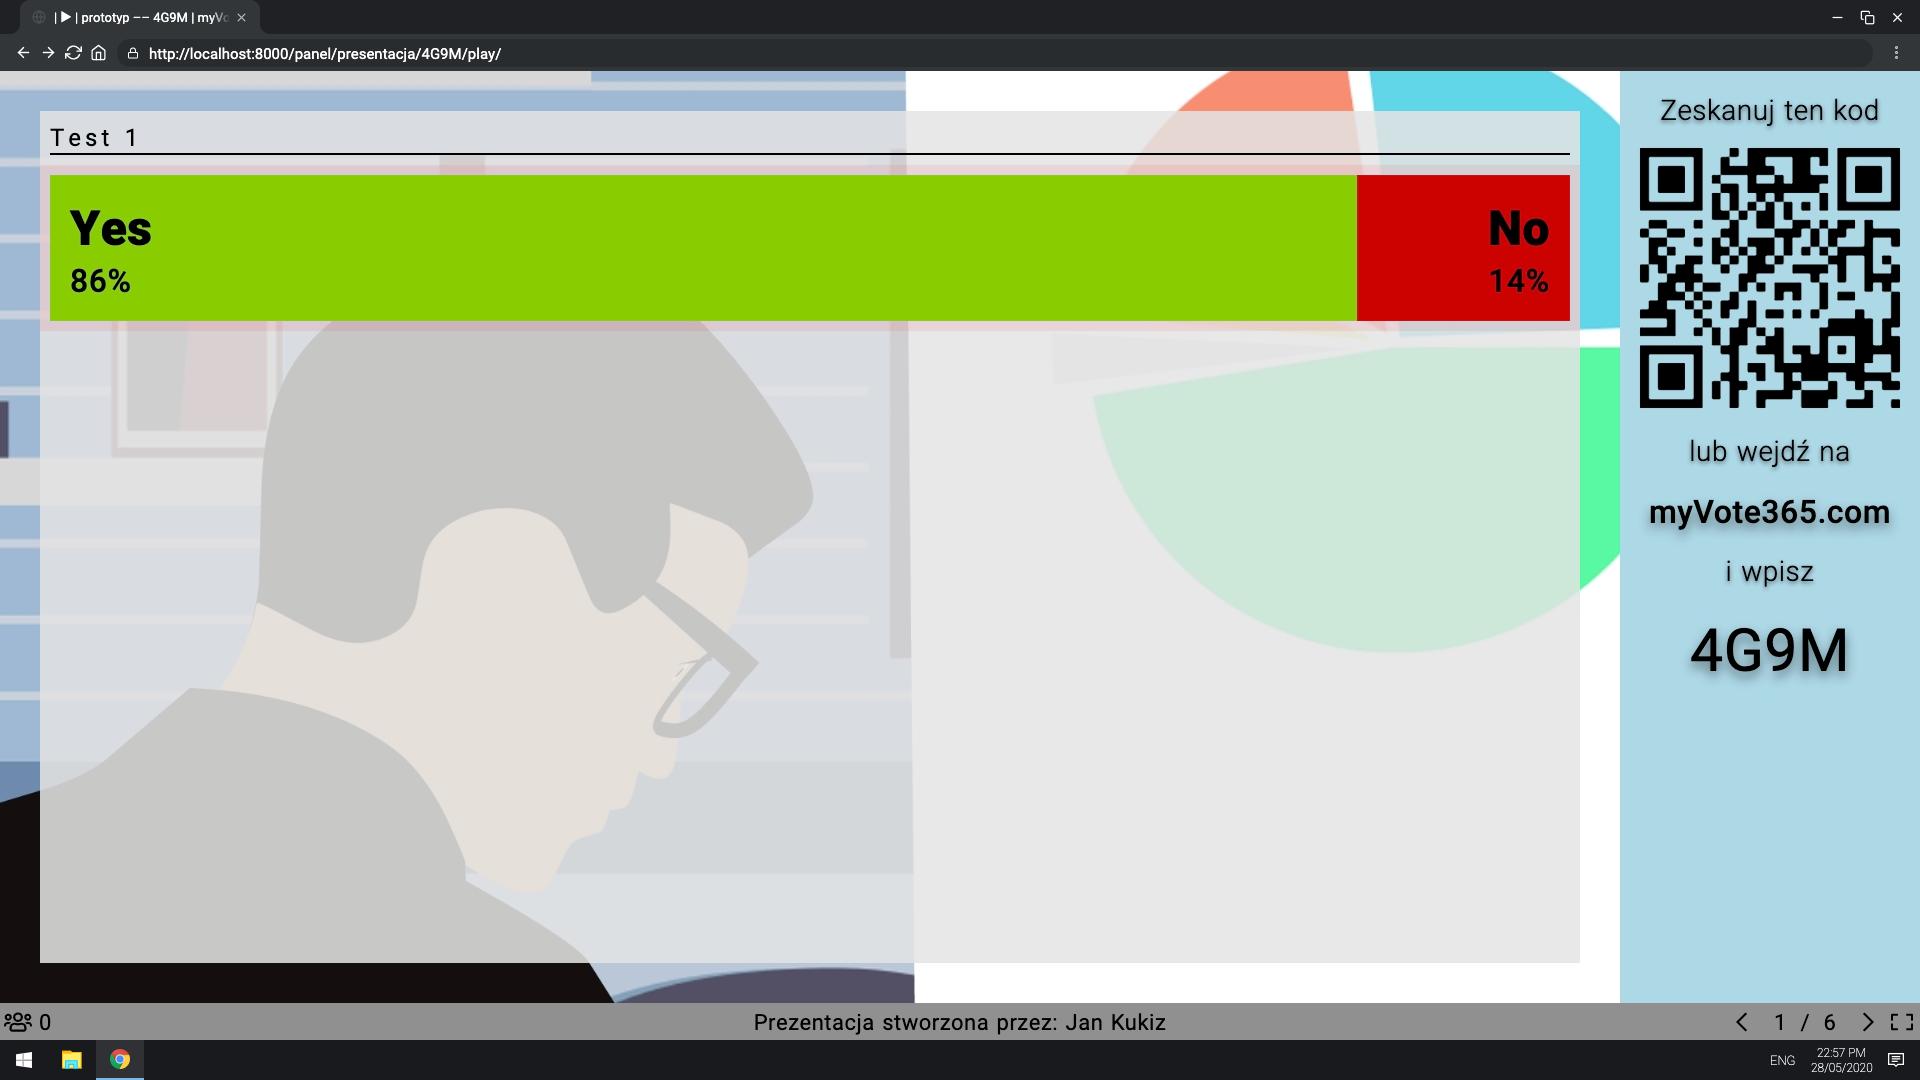 | ▶ | prototyp –– 4G9M | myVo
http://localhost:8000/panel/presentacja/4G9M/play/
Test 1
Yes
86%
No
14%
Zeskanuj ten kod
lub wejdź na
myVote365.com
i wpisz
4G9M
0
Prezentacja stworzona przez: Jan Kukiz
1 / 6
ENG
22:57 PM
28/05/2020